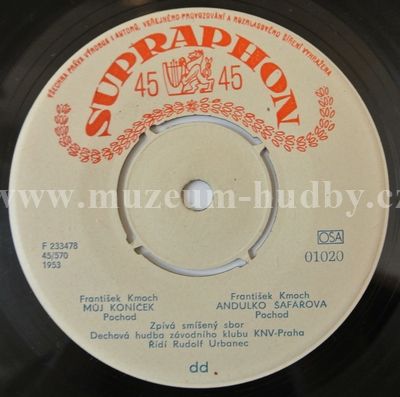 VŠECHNA PRÁVA VÝROBCE I AUTORŮ, VEŘEJNÉHO PROVOZOVÁNÍ A ROZHLASOVÉHO ŠÍŘENÍ VYHRAZENA
SUPRAPHON
45 45
www.muzeum-hudby.cz
F 233478
45/570
1953
OSA
01020
František Kmoch
MŮJ KONÍČEK
Pochod
František Kmoch
ANDULKO ŠAFÁŘOVA
Pochod
Zpívá smíšený sbor
Dechová hudba závodního klubu KNV-Praha
Řídí Rudolf Urbanec
dd